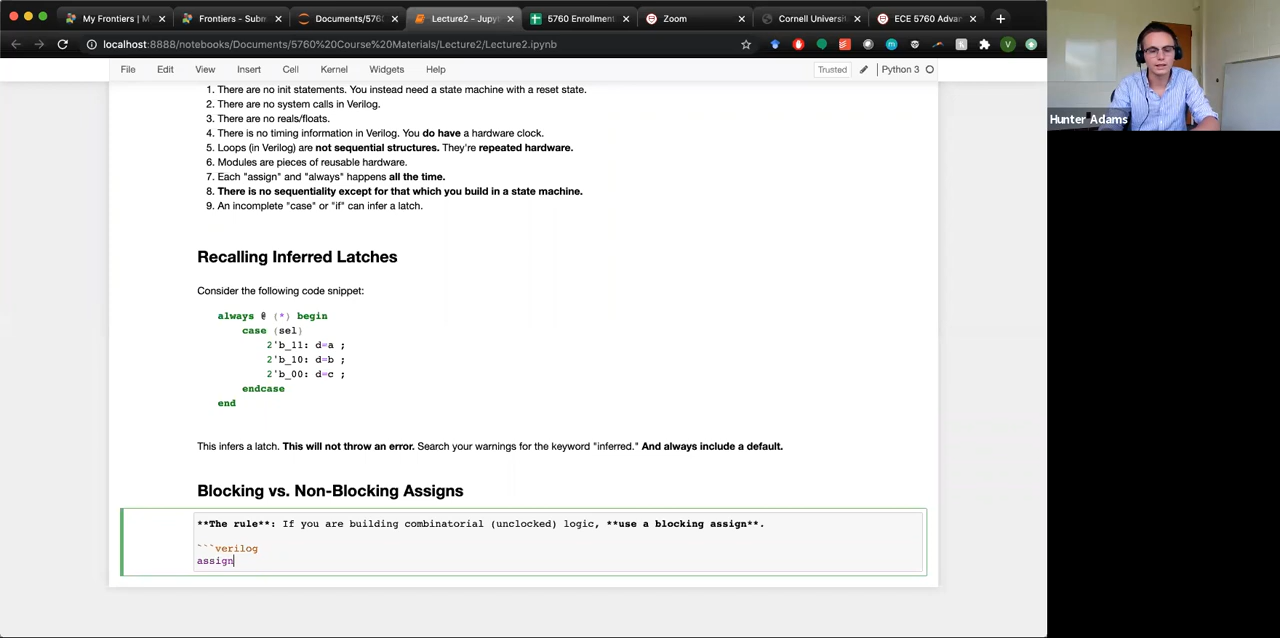 My Frontiers | M
Frontiers - Subm
Documents/5760
Lecture2 - Jupyt
5760 Enrollment
Zoom
Cornell Universit
ECE 5760 Advan
localhost:8888/notebooks/Documents/5760%20Course%20Materials/Lecture2/Lecture2.ipynb
File Edit View Insert Cell Kernel Widgets Help Trusted Python 3
1. There are no init statements. You instead need a state machine with a reset state.
2. There are no system calls in Verilog.
3. There are no reals/floats.
4. There is no timing information in Verilog. You do have a hardware clock.
5. Loops (in Verilog) are not sequential structures. They're repeated hardware.
6. Modules are pieces of reusable hardware.
7. Each "assign" and "always" happens all the time.
8. There is no sequentiality except for that which you build in a state machine.
9. An incomplete "case" or "if" can infer a latch.
Recalling Inferred Latches
Consider the following code snippet:
always @ (*) begin
case (sel)
2'b_11: d=a ;
2'b_10: d=b ;
2'b_00: d=c ;
endcase
end
This infers a latch. This will not throw an error. Search your warnings for the keyword "inferred." And always include a default.
Blocking vs. Non-Blocking Assigns
**The rule**: If you are building combinatorial (unclocked) logic, **use a blocking assign**.
```verilog
assign
Hunter Adams